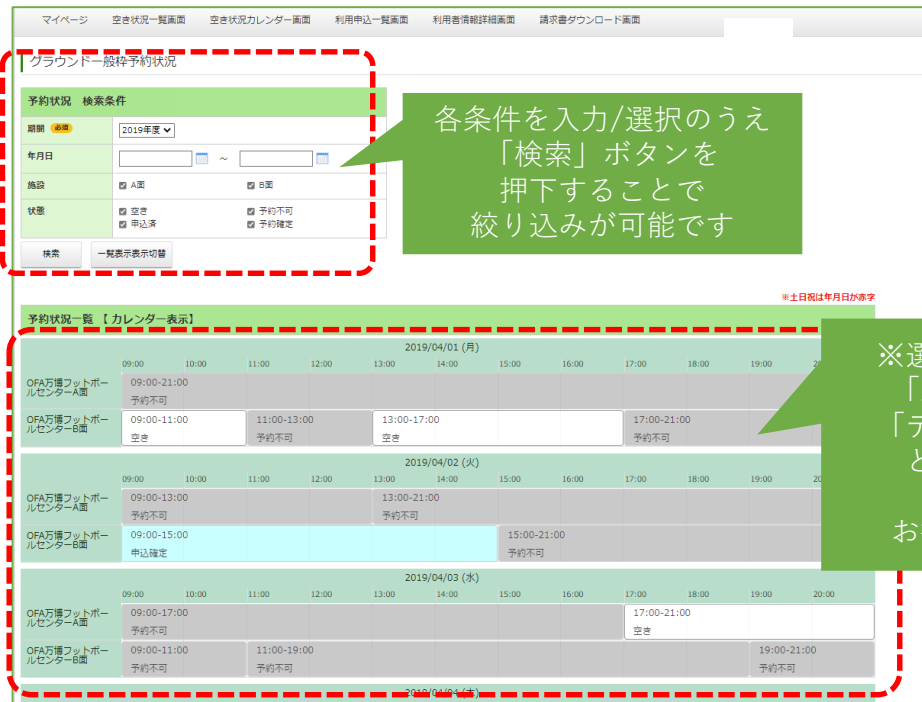 マイページ 空き状況一覧画面 空き状況カレンダー画面 利用申込一覧画面 利用者情報詳細画面 請求書ダウンロード画面
グラウンド一般枠予約状況
予約状況 検索条件
期間 必須 2019年度
年月日 ～
施設 A面 B面
状態 空き 予約不可
申込済 予約確定
検索 一覧表示表示切替
各条件を入力/選択のうえ
「検索」ボタンを
押下することで
絞り込みが可能です
※土日祝は年月日が赤字
予約状況一覧 【カレンダー表示】
2019/04/01 (月)
09:00 10:00 11:00 12:00 13:00 14:00 15:00 16:00 17:00 18:00 19:00
OFA万博フットボー
ルセンターA面
09:00-21:00
予約不可
OFA万博フットボー
ルセンターB面
09:00-11:00 11:00-13:00 13:00-17:00 17:00-21:00
空き 予約不可 空き 予約不可
2019/04/02 (火)
09:00 10:00 11:00 12:00 13:00 14:00 15:00 16:00 17:00 18:00 19:00
OFA万博フットボー
ルセンターA面
09:00-13:00 13:00-21:00
予約不可 予約不可
OFA万博フットボー
ルセンターB面
09:00-15:00 15:00-21:00
申込確定 予約不可
2019/04/03 (水)
09:00 10:00 11:00 12:00 13:00 14:00 15:00 16:00 17:00 18:00 19:00 20:00
OFA万博フットボー
ルセンターA面
09:00-17:00 17:00-21:00
予約不可 空き
OFA万博フットボー
ルセンターB面
09:00-11:00 11:00-19:00 19:00-21:00
予約不可 予約不可 予約不可
2019/04/04 (木)
※選
「
「テ
と
お